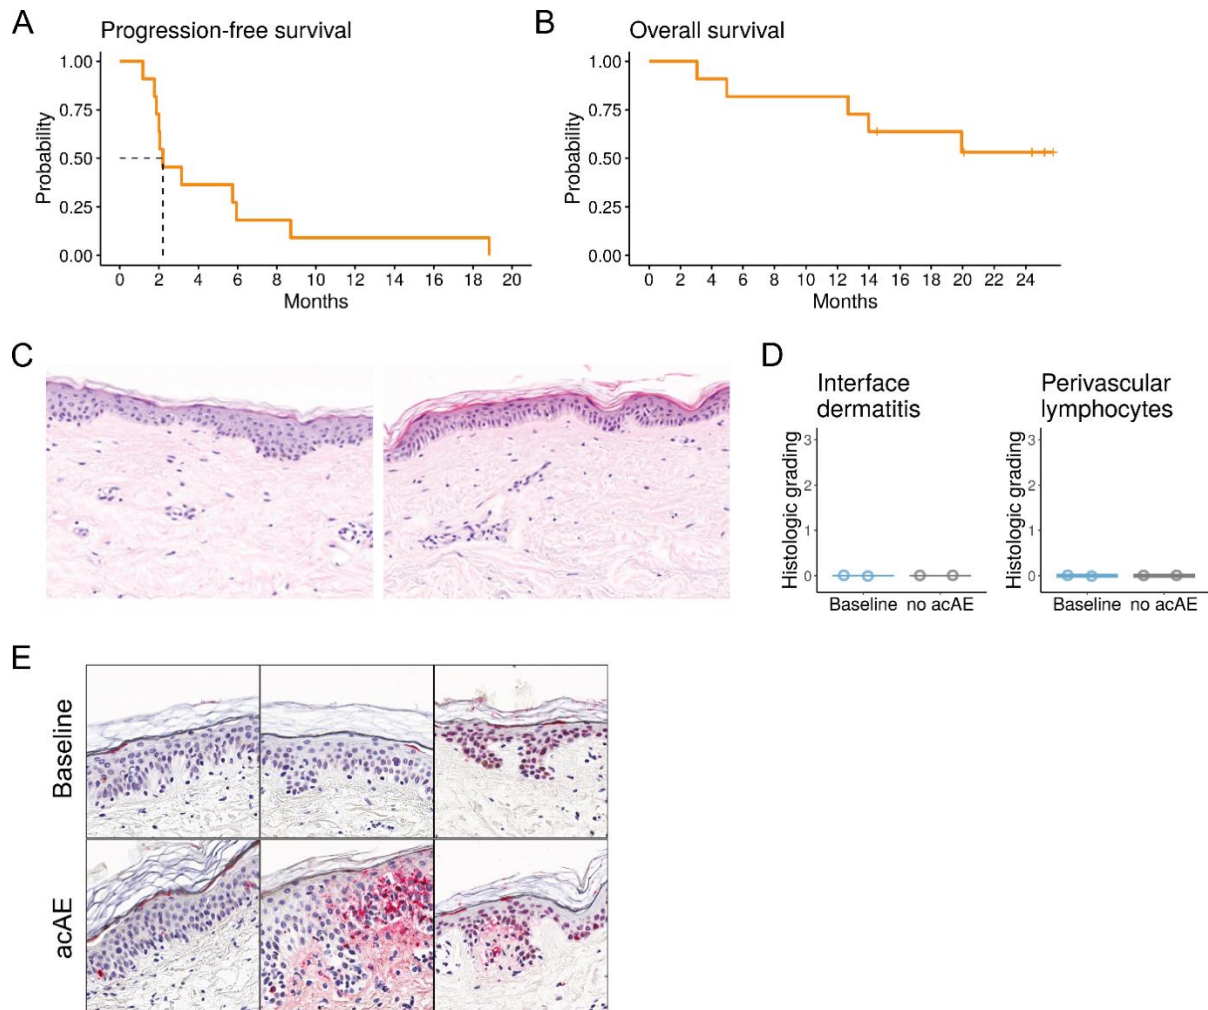 A
Progression-free survival
Probability
1.00
0.75
0.50
0.25
0.00
0 2 4 6 8 10 12 14 16 18 20
Months
B
Overall survival
Probability
1.00
0.75
0.50
0.25
0.00
0 2 4 6 8 10 12 14 16 18 20 22 24
Months
C
D
Interface
dermatitis
Histologic grading
3
2
1
0
Baseline no acAE
Perivascular
lymphocytes
Histologic grading
3
2
1
0
Baseline no acAE
E
Baseline
acAE